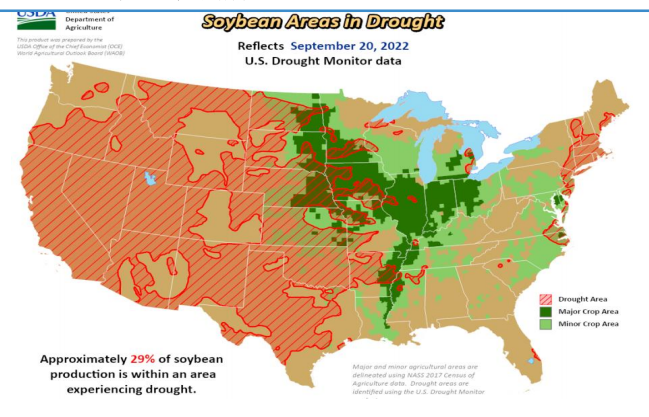 USDA
Department of
Agriculture
This product was prepared by the
USDA Office of the Chief Economist (OCE)
World Agricultural Outlook Board (WAOB)
Soybean Areas in Drought
Reflects September 20, 2022
U.S. Drought Monitor data
Drought Area
Major Crop Area
Minor Crop Area
Approximately 29% of soybean
production is within an area
experiencing drought.
Major and minor agricultural areas are
delineated using NASS 2017 Census of
Agriculture data. Drought areas are
identified using the U.S. Drought Monitor